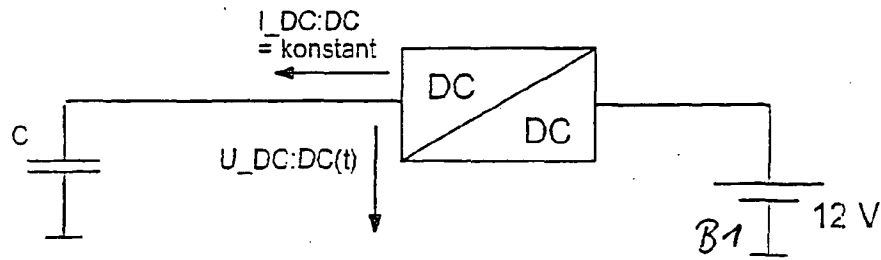 I_DC:DC
= konstant
DC
DC
C
U_DC:DC(t)
B1
12 V